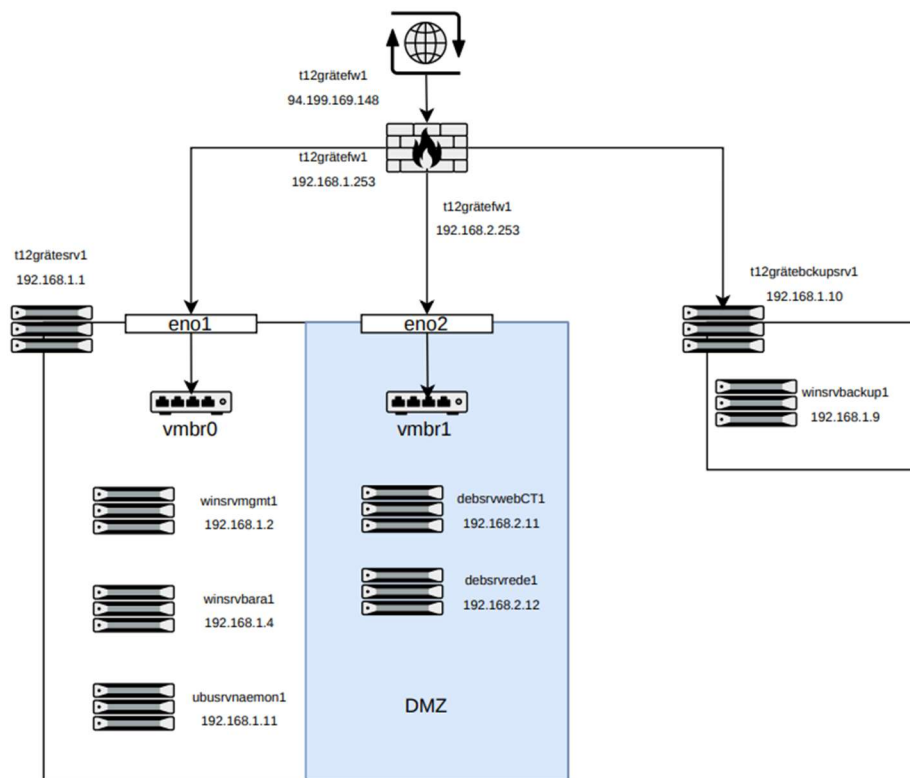 t12grätefw1
94.199.169.148
t12grätefw1
192.168.1.253
t12grätefw1
192.168.2.253
t12grätesrv1
192.168.1.1
t12grätebckupsrv1
192.168.1.10
eno1
eno2
winsrvbackup1
192.168.1.9
vmbr0
vmbr1
winsrvmgmt1
192.168.1.2
debsrvwebCT1
192.168.2.11
winsrvbara1
192.168.1.4
debsrvrede1
192.168.2.12
ubusrvnaemon1
192.168.1.11
DMZ